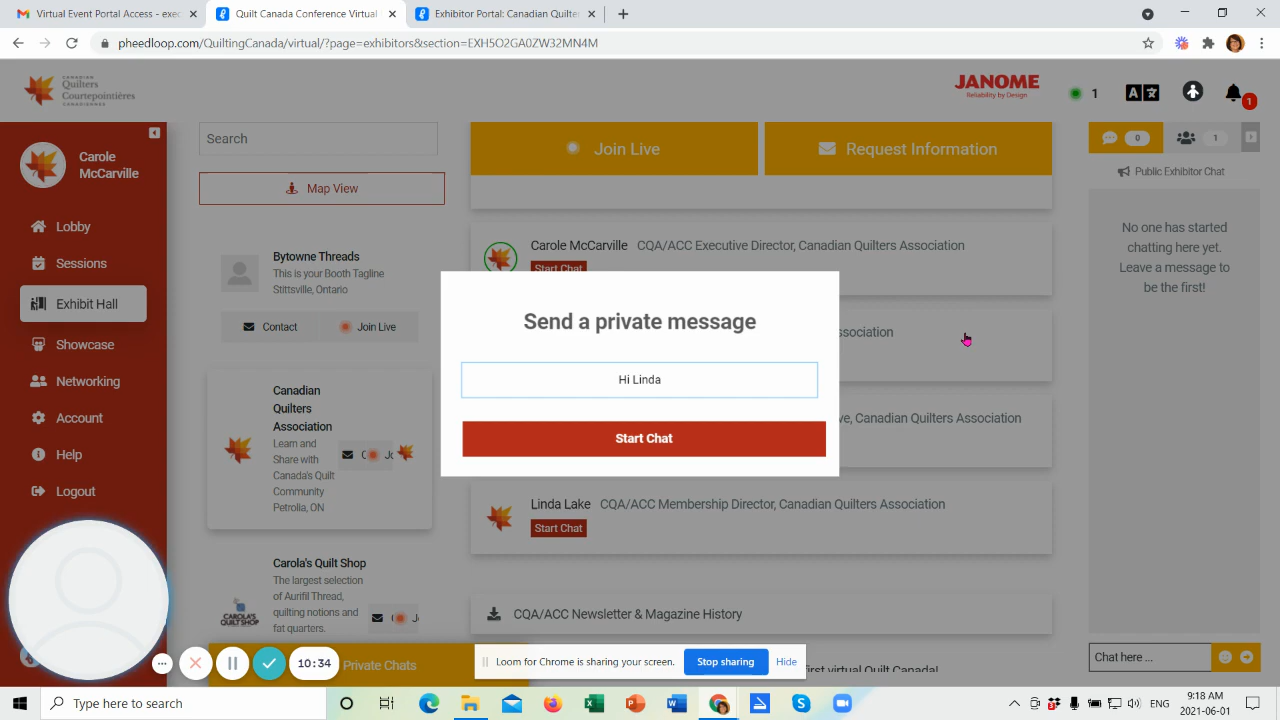 Virtual Event Portal Access - exec
Quilt Canada Conference Virtual
Exhibitor Portal: Canadian Quilter
pheedloop.com/QuiltingCanada/virtual/?page=exhibitors&section=EXH5O2GA0ZW32MN4M
CANADIAN
Quilters
Courtepointières
CANADIENNES
JANOME
Reliability by Design
1
1
Carole
McCarville
Lobby
Sessions
Exhibit Hall
Showcase
Networking
Account
Help
Logout
Search
Map View
Bytowne Threads
This is your Booth Tagline
Stittsville, Ontario
Contact
Join Live
Canadian
Quilters
Association
Learn and
Share with
Canada's Quilt
Community
Petrolia, ON
Carola's Quilt Shop
The largest selection
of Aurifil Thread,
quilting notions and
fat quarters.
CAROLA'S
QUILT SHOP
Private Chats
Join Live
Request Information
Carole McCarville CQA/ACC Executive Director, Canadian Quilters Association
Start Chat
ssociation
ve, Canadian Quilters Association
Send a private message
Hi Linda
Start Chat
Linda Lake CQA/ACC Membership Director, Canadian Quilters Association
Start Chat
CQA/ACC Newsletter & Magazine History
first virtual Quilt Canada!
0
1
Public Exhibitor Chat
No one has started
chatting here yet.
Leave a message to
be the first!
Chat here ...
10:34
Loom for Chrome is sharing your screen.
Stop sharing
Hide
Type here to search
ENG
9:18 AM
2021-06-01